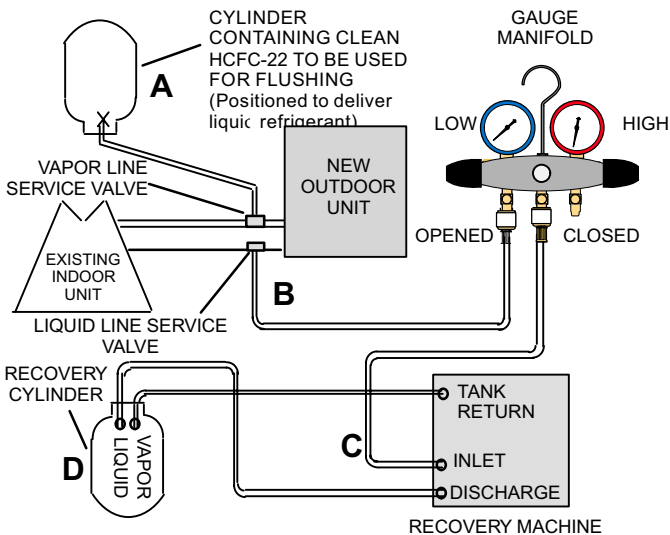 CYLINDER
CONTAINING CLEAN
HCFC-22 TO BE USED
FOR FLUSHING
(Positioned to deliver
liquid refrigerant)
A
GAUGE
MANIFOLD
LOW
HIGH
OPENED
CLOSED
VAPOR LINE
SERVICE VALVE
NEW
OUTDOOR
UNIT
EXISTING
INDOOR
UNIT
B
LIQUID LINE SERVICE
VALVE
RECOVERY
CYLINDER
D
LIQUID
VAPOR
C
TANK
RETURN
INLET
DISCHARGE
RECOVERY MACHINE